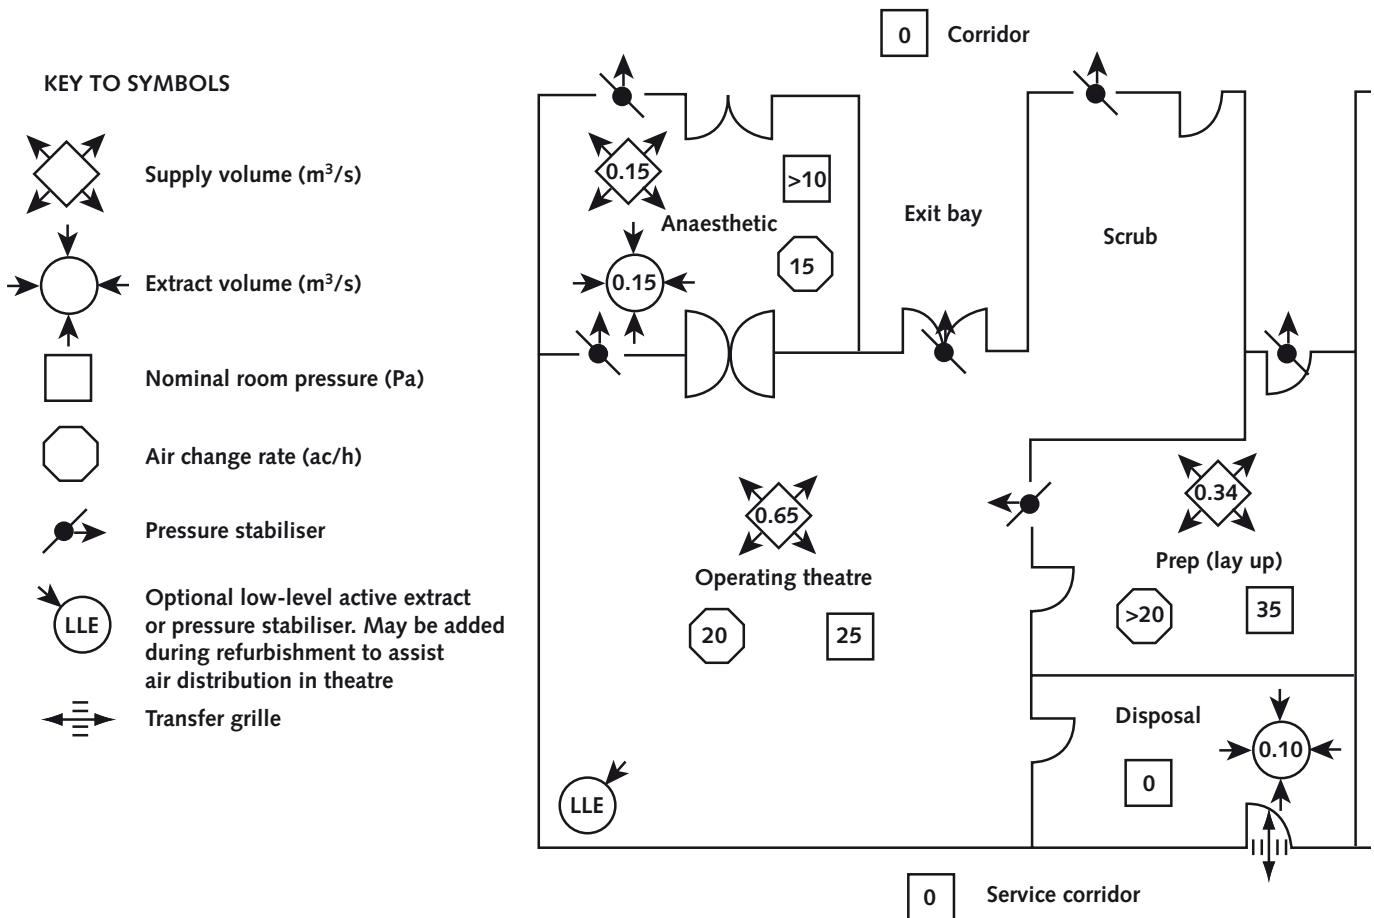 KEY TO SYMBOLS
Supply volume (m³/s)
Extract volume (m³/s)
Nominal room pressure (Pa)
Air change rate (ac/h)
Pressure stabiliser
LLE
Optional low-level active extract
or pressure stabiliser. May be added
during refurbishment to assist
air distribution in theatre
Transfer grille
0
Corridor
0.15
>10
Anaesthetic
0.15
15
Exit bay
Scrub
0.65
Operating theatre
20
25
0.34
Prep (lay up)
>20
35
Disposal
0.10
0
LLE
0
Service corridor